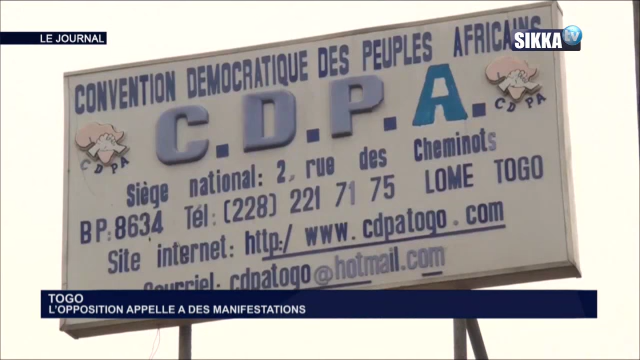 LE JOURNAL
SIKKA tv
CONVENTION DEMOCRATIQUE DES PEUPLES AFRICAINS
C.D.P.A.
CDPA
CDPA
Siège national: 2, rue des Cheminots
BP:8634 Tél: (228) 221 71 75 LOME TOGO
Site internet: http:/ www.cdpatogo.com
Courriel: cdpatogo@hotmail.com
TOGO
L'OPPOSITION APPELLE A DES MANIFESTATIONS